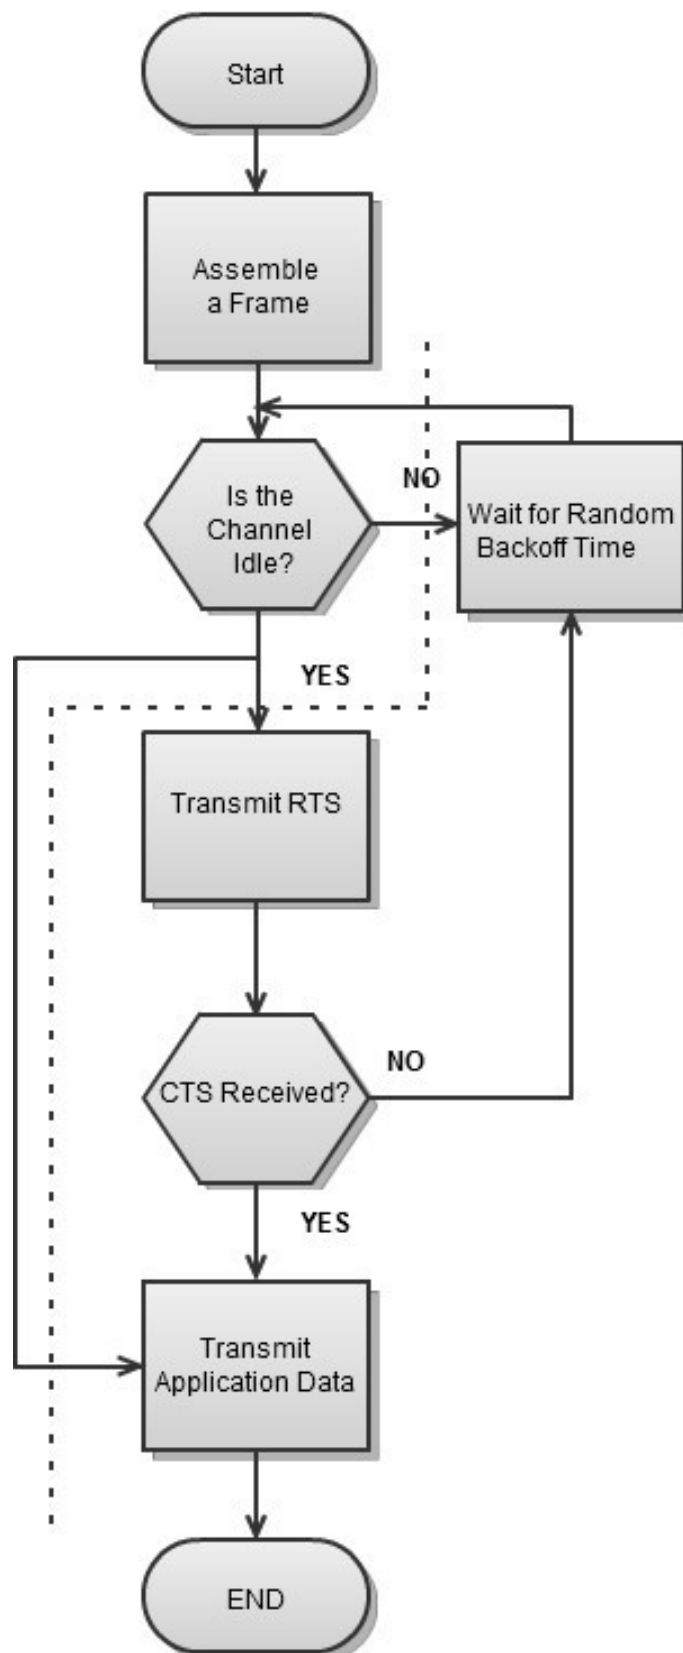 Start
Assemble
a Frame
Is the
Channel
Idle?
NO
Wait for Random
Backoff Time
YES
Transmit RTS
CTS Received?
NO
YES
Transmit
Application Data
END